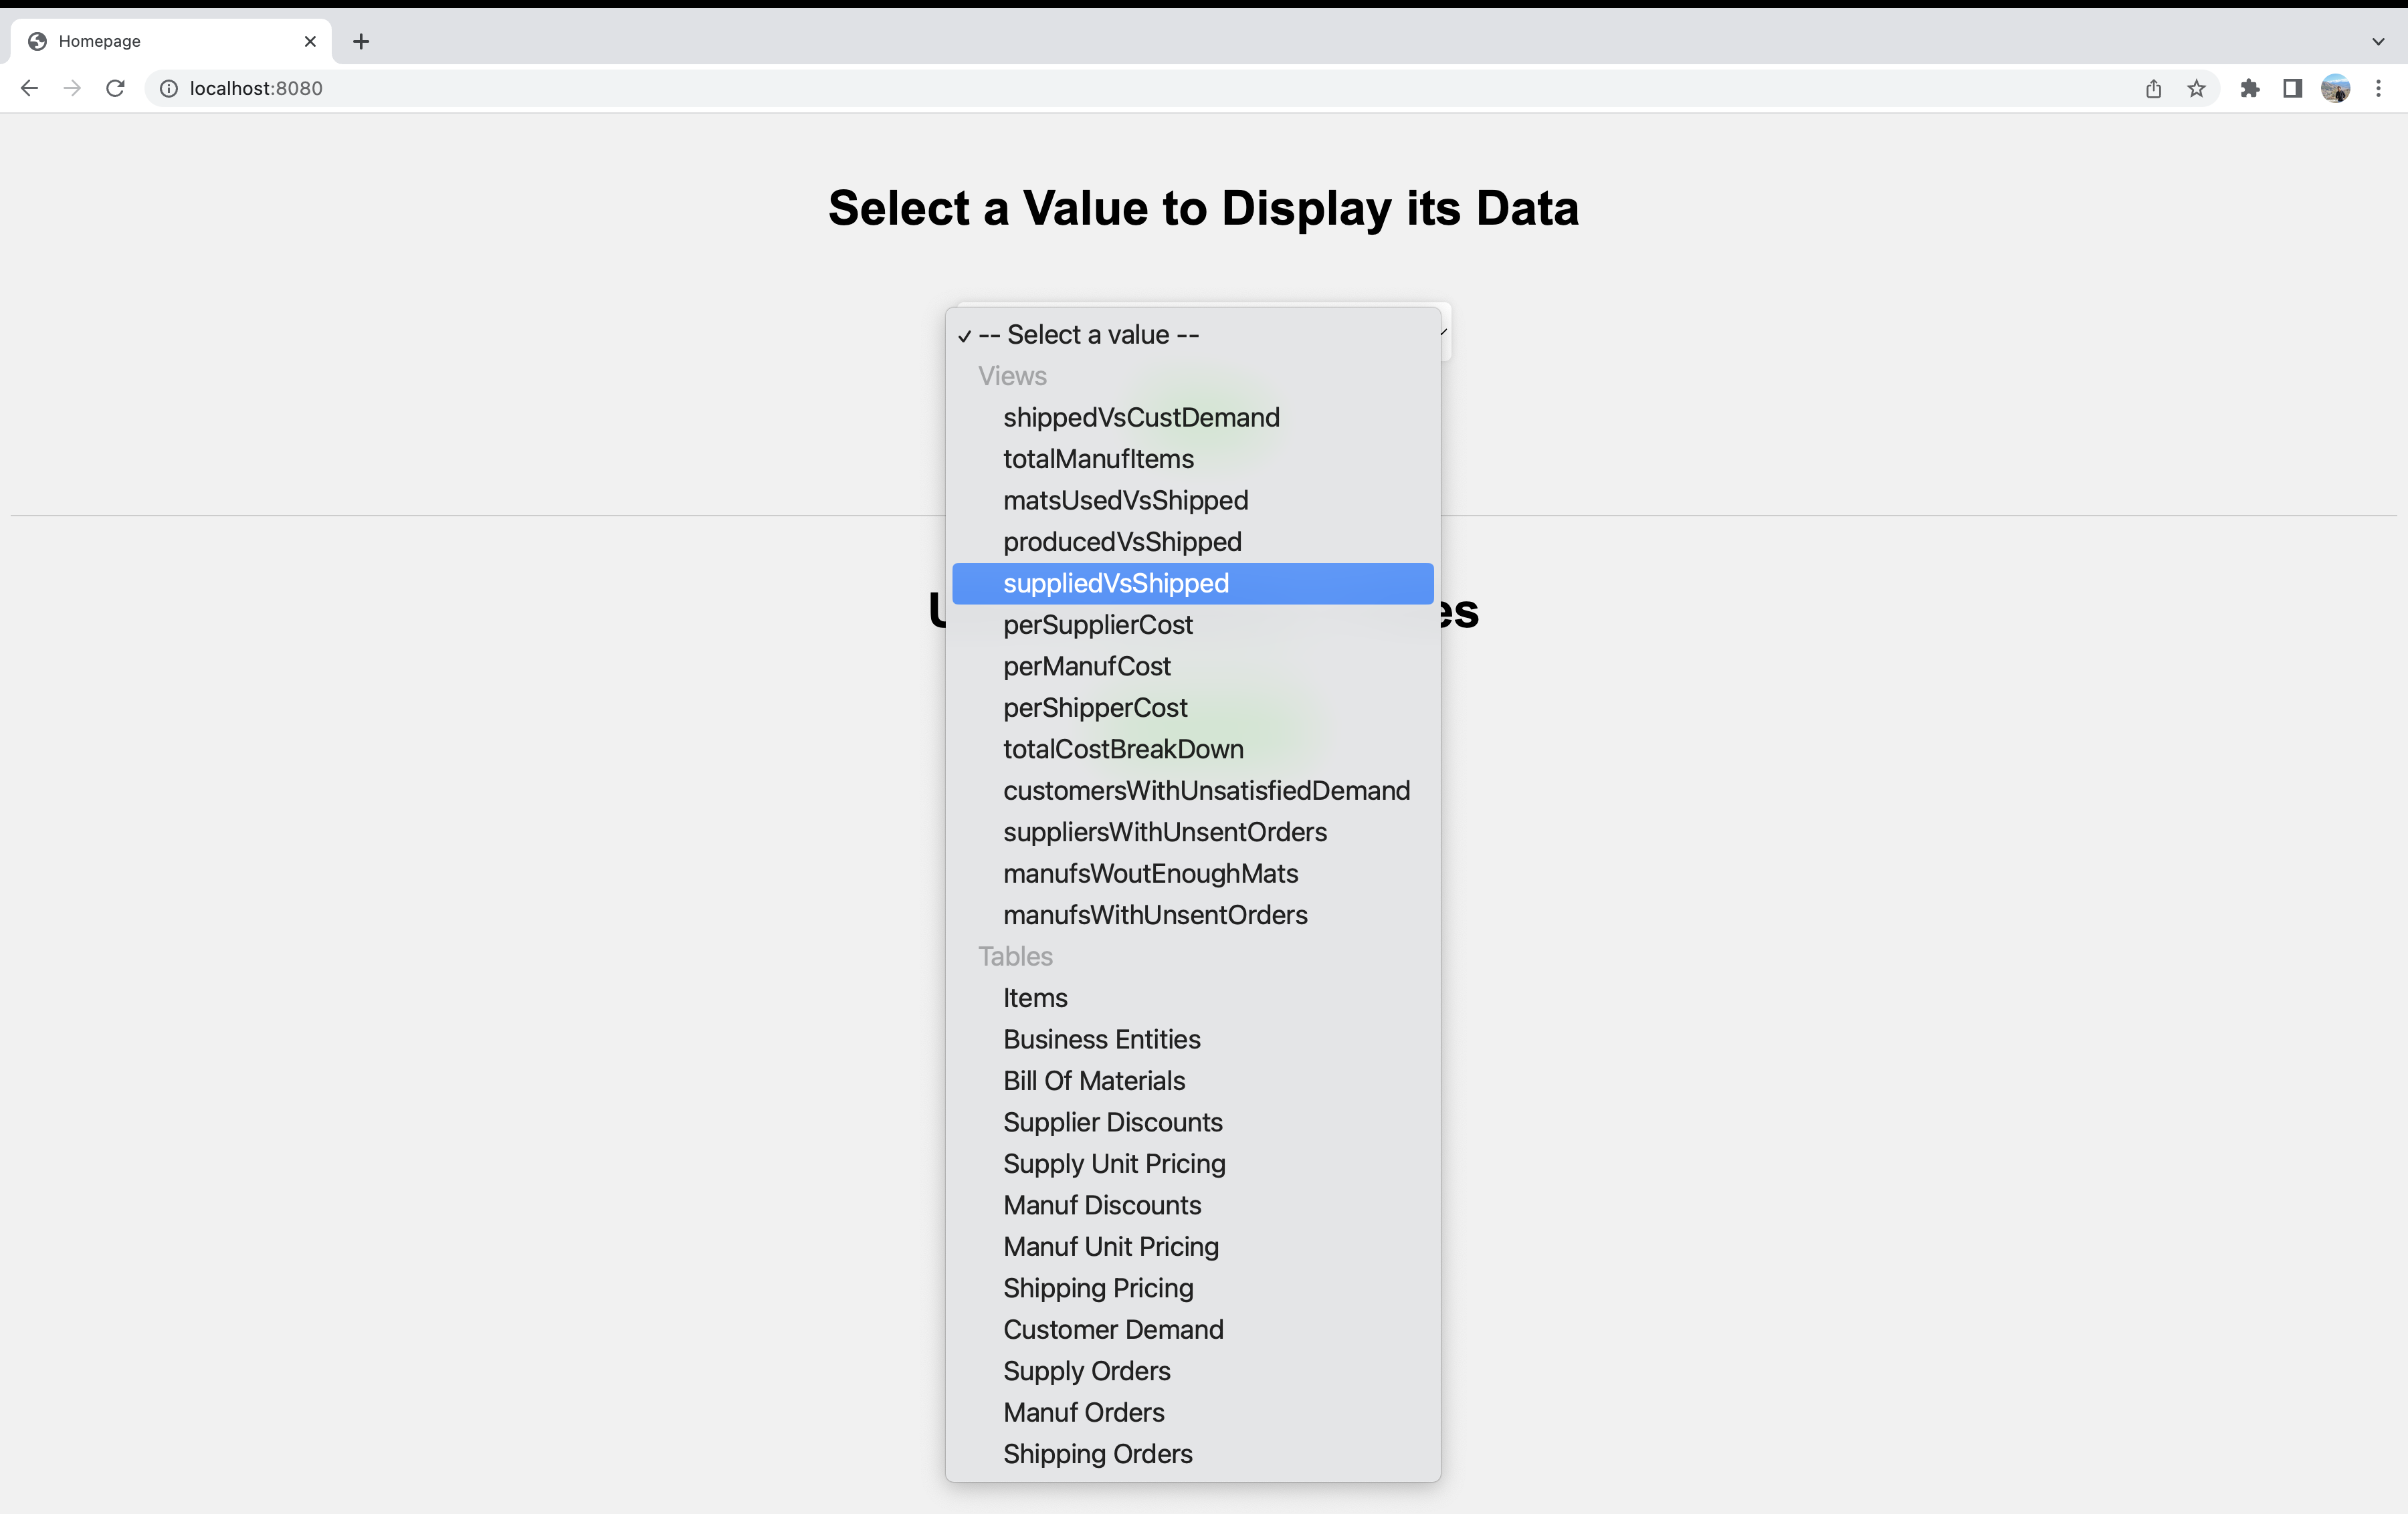 Homepage
localhost:8080
Select a Value to Display its Data
-- Select a value --
Views
shippedVsCustDemand
totalManufItems
matsUsedVsShipped
producedVsShipped
suppliedVsShipped
perSupplierCost
perManufCost
perShipperCost
totalCostBreakDown
customersWithUnsatisfiedDemand
suppliersWithUnsentOrders
manufsWoutEnoughMats
manufsWithUnsentOrders
Tables
Items
Business Entities
Bill Of Materials
Supplier Discounts
Supply Unit Pricing
Manuf Discounts
Manuf Unit Pricing
Shipping Pricing
Customer Demand
Supply Orders
Manuf Orders
Shipping Orders